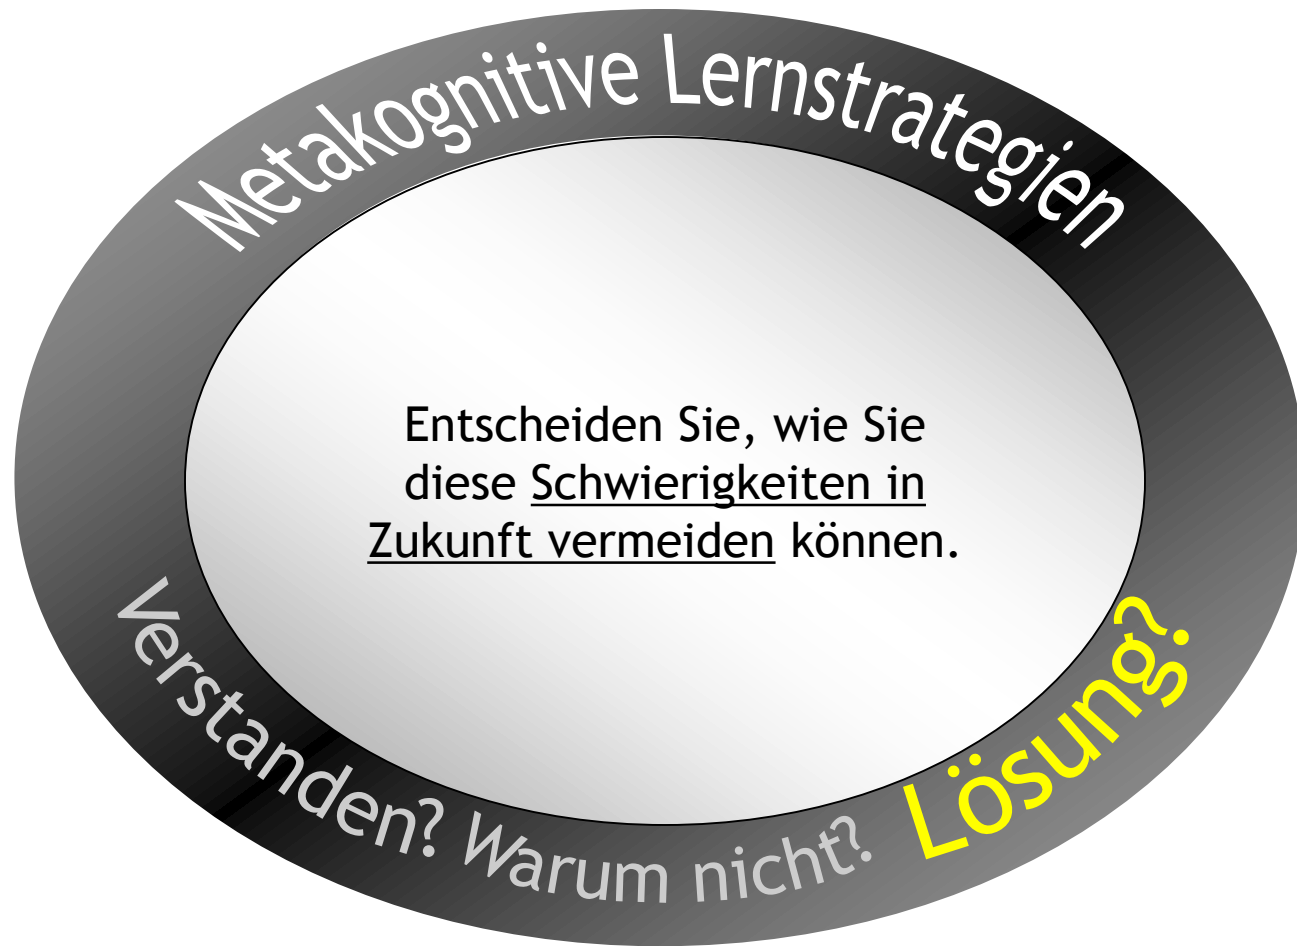 Metakognitive Lernstrategien
Entscheiden Sie, wie Sie
diese Schwierigkeiten in
Zukunft vermeiden können.
Verstanden? Warum nicht? Lösung?